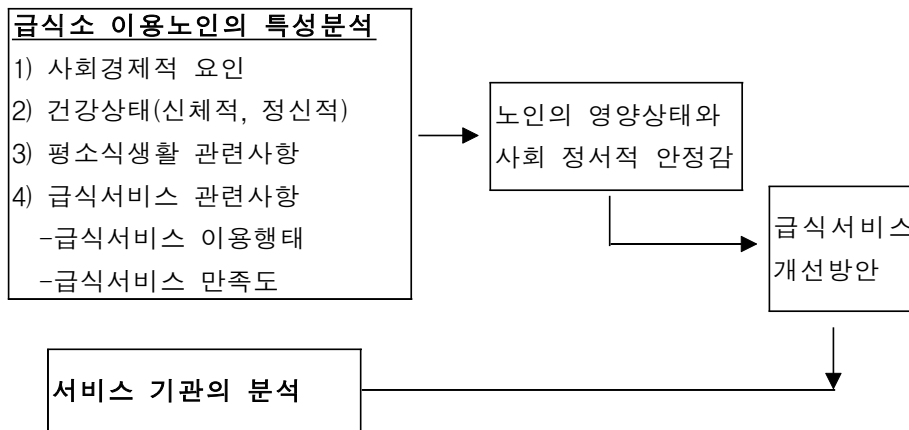 급식소 이용노인의 특성분석
1) 사회경제적 요인
2) 건강상태(신체적, 정신적)
3) 평소식생활 관련사항
4) 급식서비스 관련사항
-급식서비스 이용행태
-급식서비스 만족도
노인의 영양상태와
사회 정서적 안정감
급식서비스
개선방안
서비스 기관의 분석